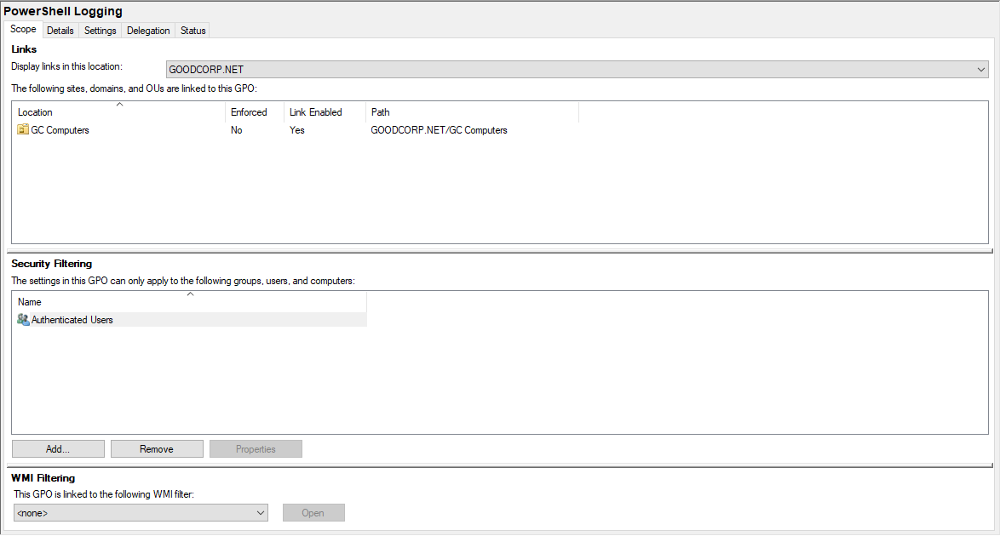 PowerShell Logging
Scope Details Settings Delegation Status
Links
Display links in this location: GOODCORP.NET
The following sites, domains, and OUs are linked to this GPO:
Location Enforced Link Enabled Path
GC Computers No Yes GOODCORP.NET/GC Computers
Security Filtering
The settings in this GPO can only apply to the following groups, users, and computers:
Name
Authenticated Users
Add... Remove Properties
WMI Filtering
This GPO is linked to the following WMI filter:
<none> Open